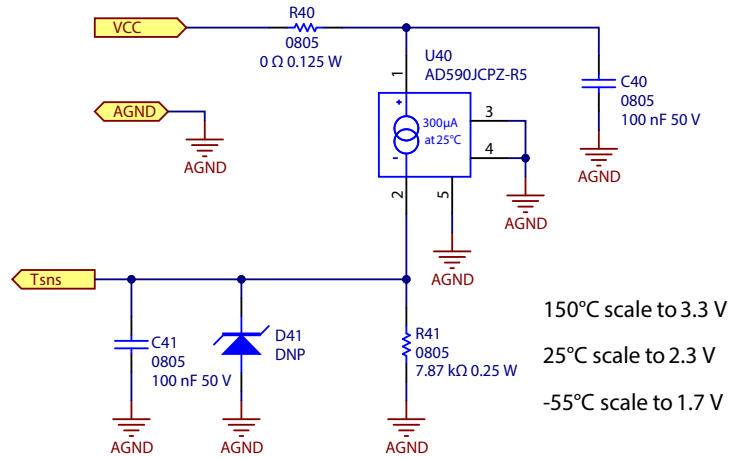 VCC
R40
0805
0 Ω 0.125 W
U40
AD590JCPZ-R5
1
C40
0805
100 nF 50 V
AGND
AGND
+
300µA
at 25°C
-
3
4
AGND
2
5
AGND
AGND
Tsns
C41
0805
100 nF 50 V
D41
DNP
R41
0805
7.87 kΩ 0.25 W
AGND
AGND
AGND
150°C scale to 3.3 V
25°C scale to 2.3 V
-55°C scale to 1.7 V